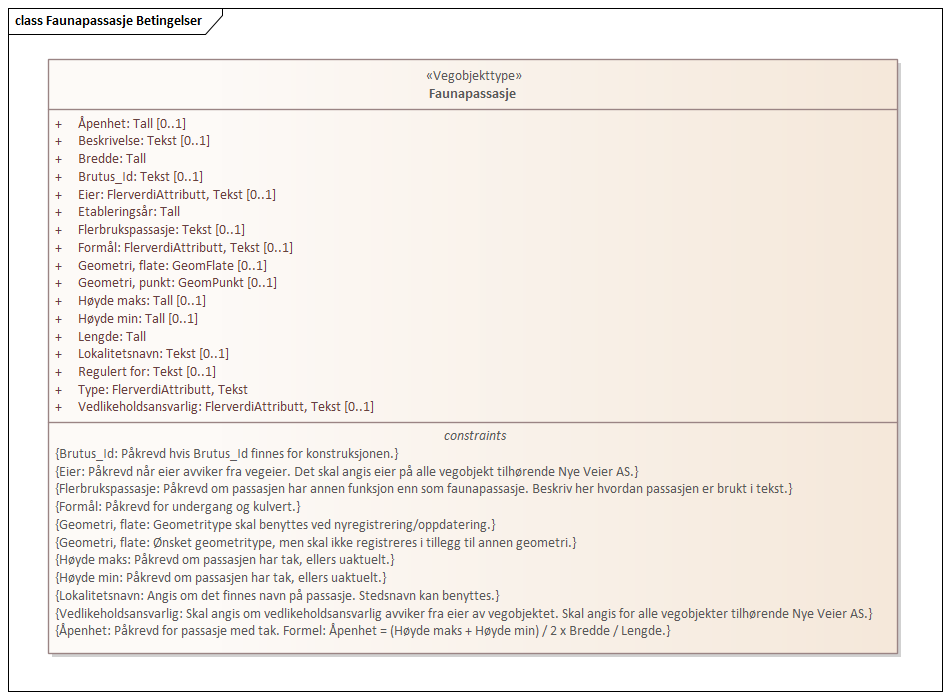 class Faunapassasje Betingelser
«Vegobjekttype»
Faunapassasje
+ Åpenhet: Tall [0..1]
+ Beskrivelse: Tekst [0..1]
+ Bredde: Tall
+ Brutus_Id: Tekst [0..1]
+ Eier: FlerverdiAttributt, Tekst [0..1]
+ Etableringsår: Tall
+ Flerbrukspassasje: Tekst [0..1]
+ Formål: FlerverdiAttributt, Tekst [0..1]
+ Geometri, flate: GeomFlate [0..1]
+ Geometri, punkt: GeomPunkt [0..1]
+ Høyde maks: Tall [0..1]
+ Høyde min: Tall [0..1]
+ Lengde: Tall
+ Lokalitetsnavn: Tekst [0..1]
+ Regulert for: Tekst [0..1]
+ Type: FlerverdiAttributt, Tekst
+ Vedlikeholdsansvarlig: FlerverdiAttributt, Tekst [0..1]
constraints
{Brutus_Id: Påkrevd hvis Brutus_Id finnes for konstruksjonen.}
{Eier: Påkrevd når eier avviker fra vegeier. Det skal angis eier på alle vegobjekt tilhørende Nye Veier AS.}
{Flerbrukspassasje: Påkrevd om passasjen har annen funksjon enn som faunapassasje. Beskriv her hvordan passasjen er brukt i tekst.}
{Formål: Påkrevd for undergang og kulvert.}
{Geometri, flate: Geometritype skal benyttes ved nyregistrering/oppdatering.}
{Geometri, flate: Ønsket geometritype, men skal ikke registreres i tillegg til annen geometri.}
{Høyde maks: Påkrevd om passasjen har tak, ellers uaktuelt.}
{Høyde min: Påkrevd om passasjen har tak, ellers uaktuelt.}
{Lokalitetsnavn: Angis om det finnes navn på passasje. Stedsnavn kan benyttes.}
{Vedlikeholdsansvarlig: Skal angis om vedlikeholdsansvarlig avviker fra eier av vegobjektet. Skal angis for alle vegobjekter tilhørende Nye Veier AS.}
{Åpenhet: Påkrevd for passasje med tak. Formel: Åpenhet = (Høyde maks + Høyde min) / 2 x Bredde / Lengde.}